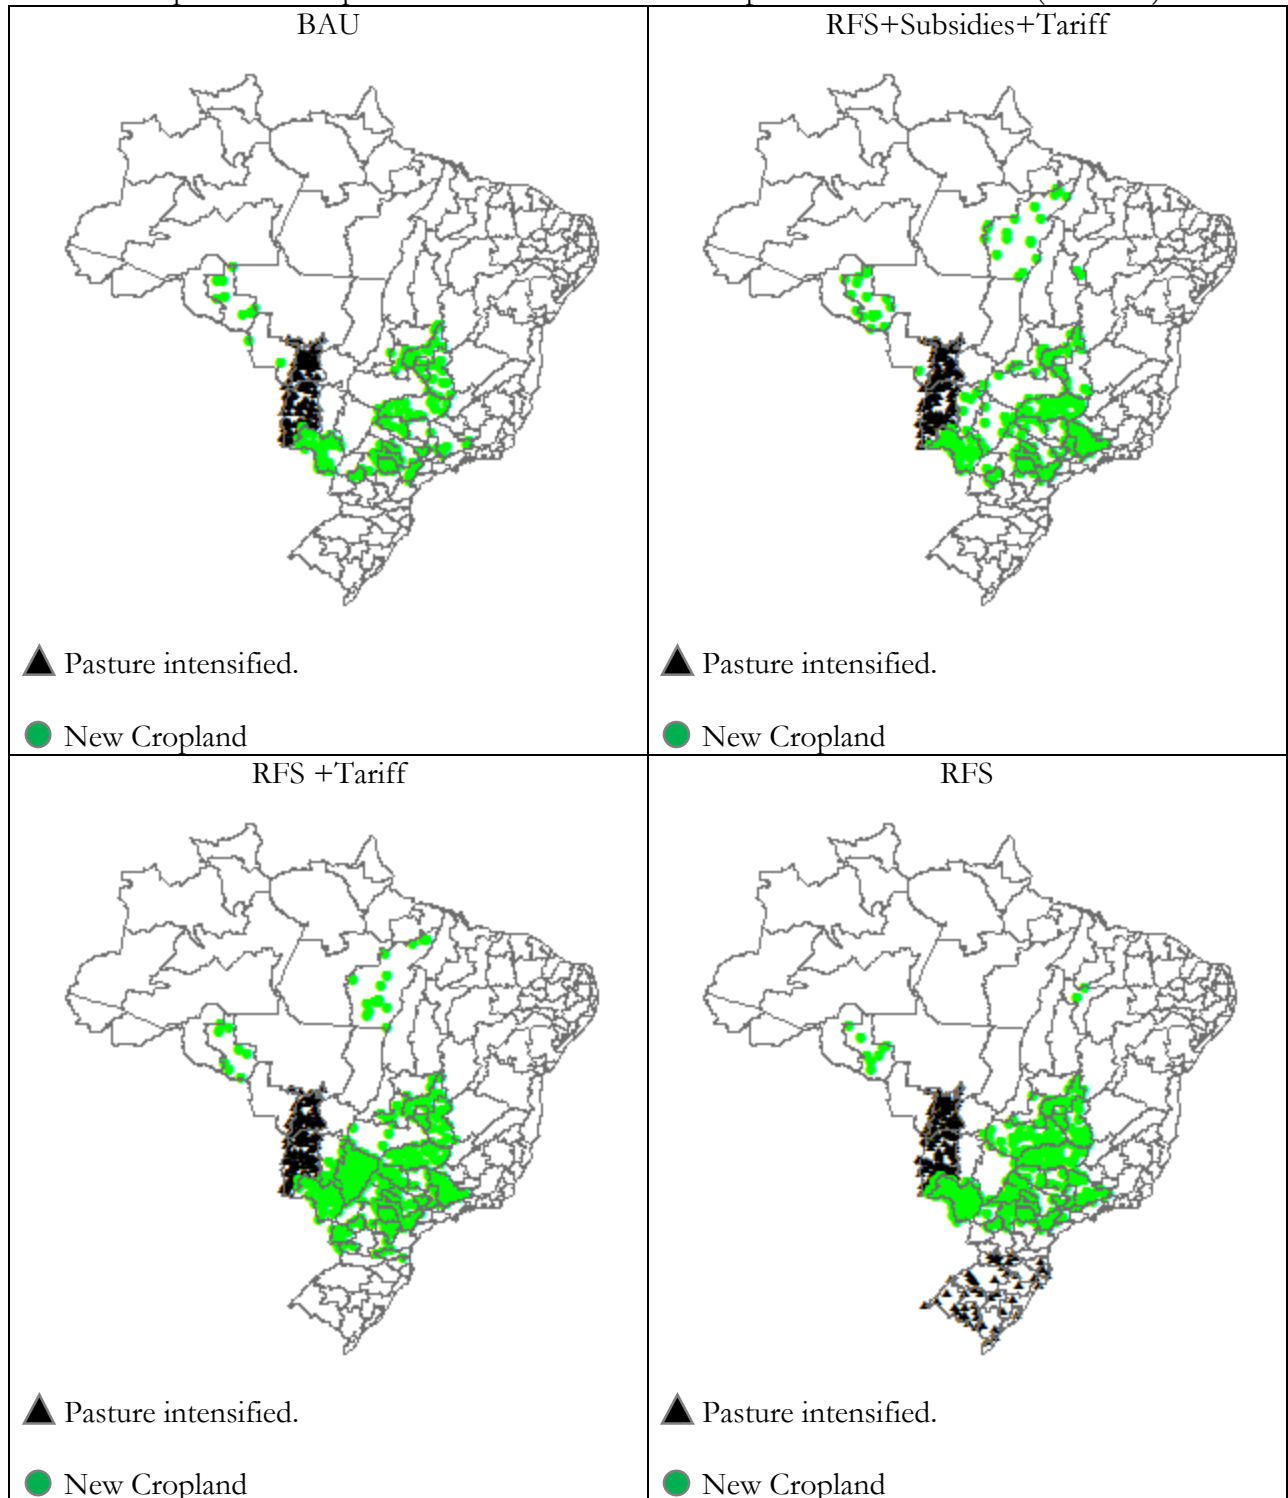 BAU
RFS+Subsidies+Tariff
Pasture intensified.
Pasture intensified.
New Cropland
New Cropland
RFS +Tariff
RFS
Pasture intensified.
Pasture intensified.
New Cropland
New Cropland